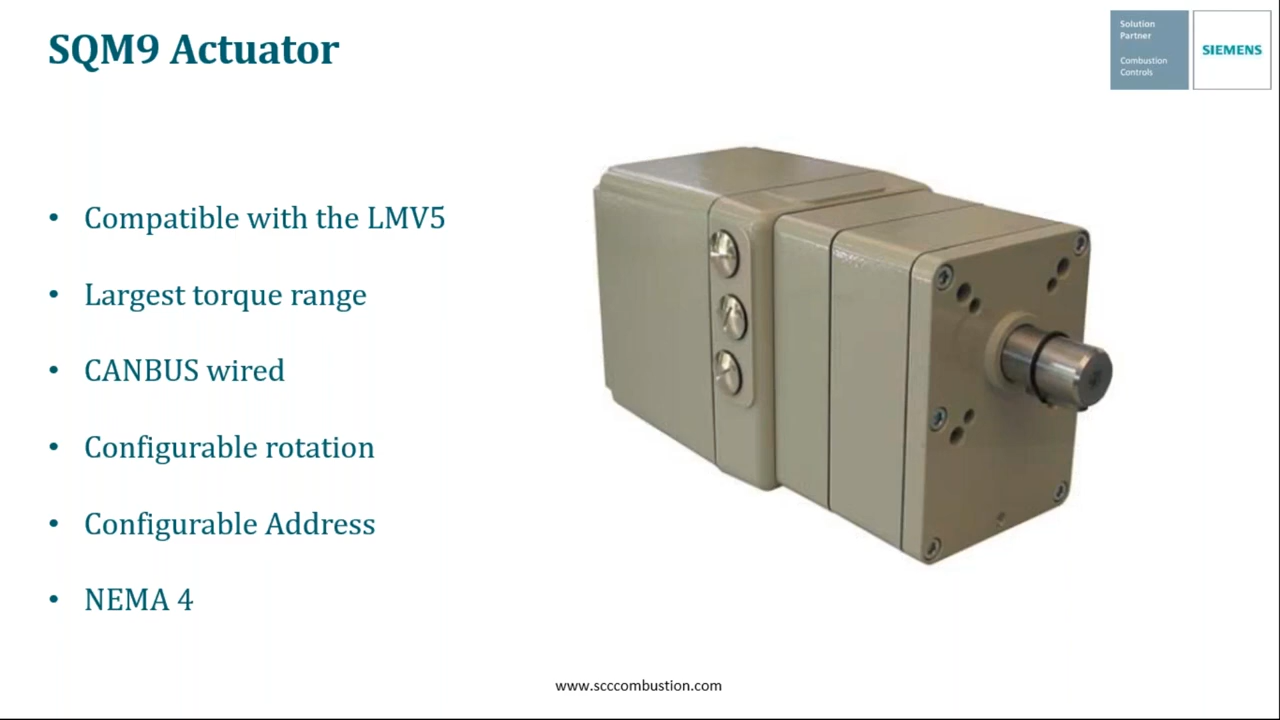 SQM9 Actuator
Solution
Partner
Combustion
Controls
SIEMENS
• Compatible with the LMV5
• Largest torque range
• CANBUS wired
• Configurable rotation
• Configurable Address
• NEMA 4
www.scccombustion.com